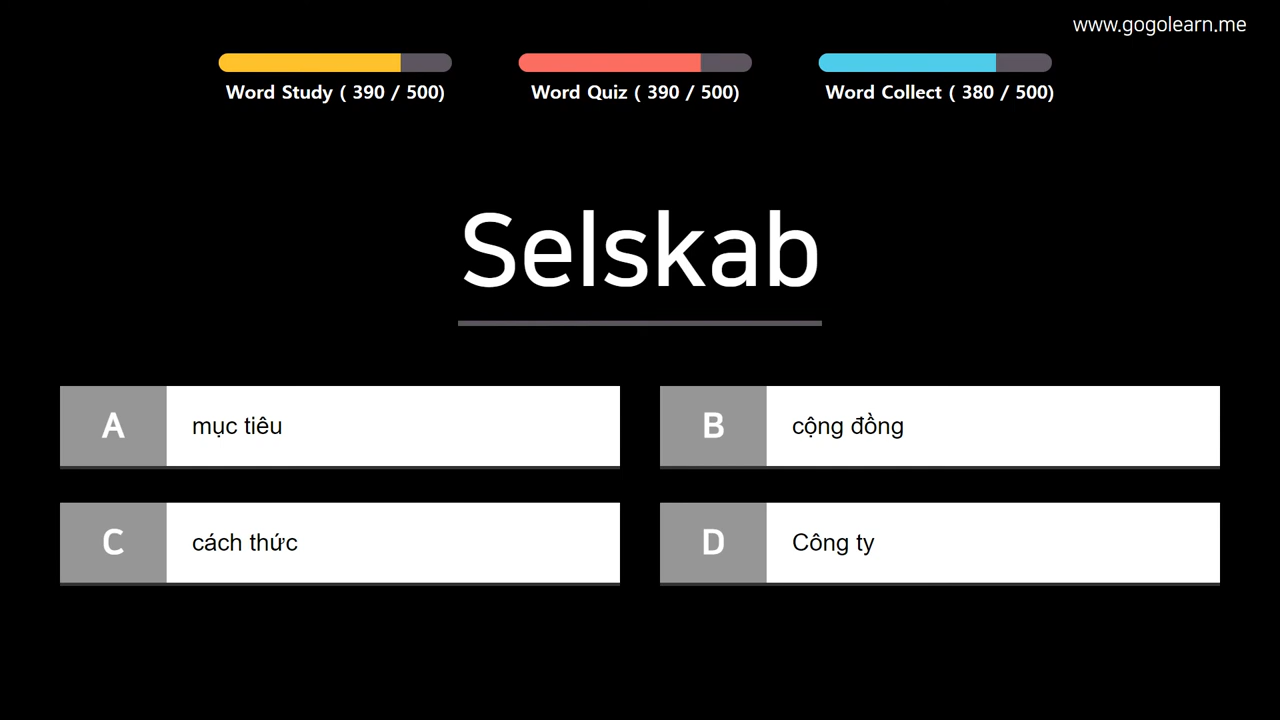 www.gogolearn.me
Word Study ( 390 / 500)
Word Quiz ( 390 / 500)
Word Collect ( 380 / 500)
Selskab
A mục tiêu
B cộng đồng
C cách thức
D Công ty